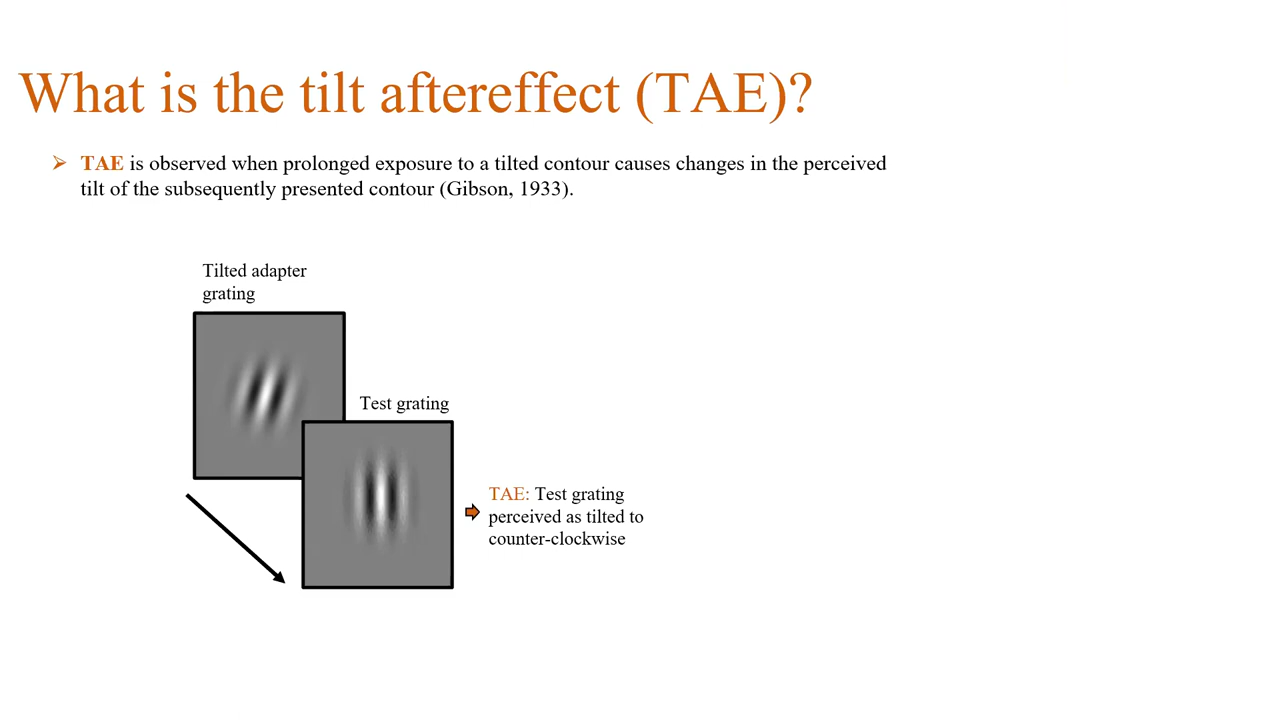 What is the tilt aftereffect (TAE)?
TAE is observed when prolonged exposure to a tilted contour causes changes in the perceived
tilt of the subsequently presented contour (Gibson, 1933).
Tilted adapter
grating
Test grating
TAE: Test grating
perceived as tilted to
counter-clockwise